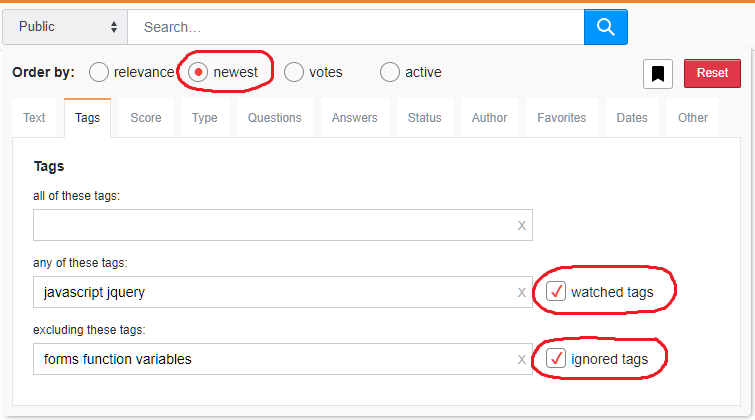 Public Search...
Order by: relevance newest votes active Reset
Text Tags Score Type Questions Answers Status Author Favorites Dates Other
Tags
all of these tags:
x
any of these tags:
javascript jquery x watched tags
excluding these tags:
forms function variables x ignored tags